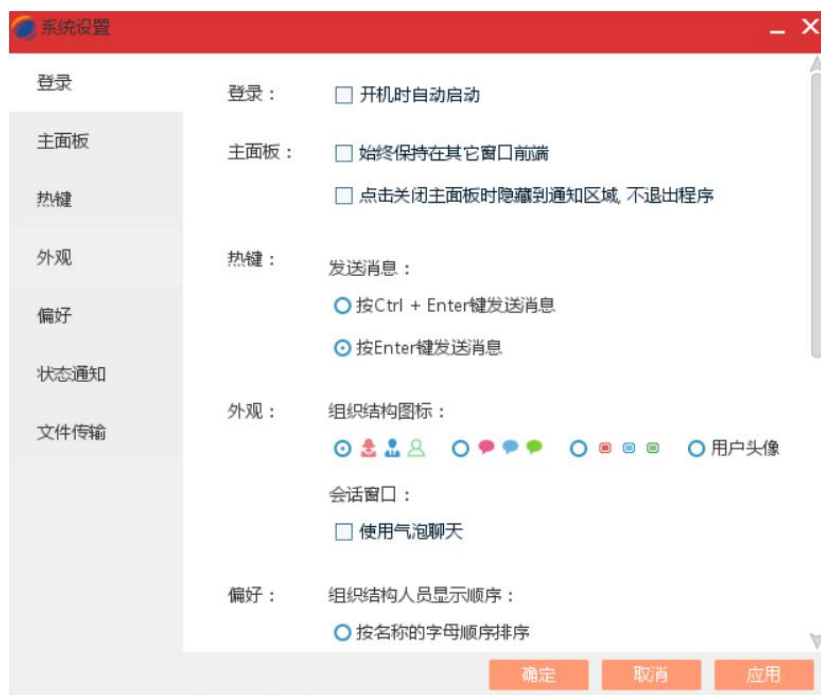 系统设置
登录
主面板
热键
外观
偏好
状态通知
文件传输
登录：
开机时自动启动
主面板：
始终保持在其它窗口前端
点击关闭主面板时隐藏到通知区域, 不退出程序
热键：
发送消息：
按Ctrl + Enter键发送消息
按Enter键发送消息
外观：
组织结构图标：
用户头像
会话窗口：
使用气泡聊天
偏好：
组织结构人员显示顺序：
按名称的字母顺序排序
确定
取消
应用